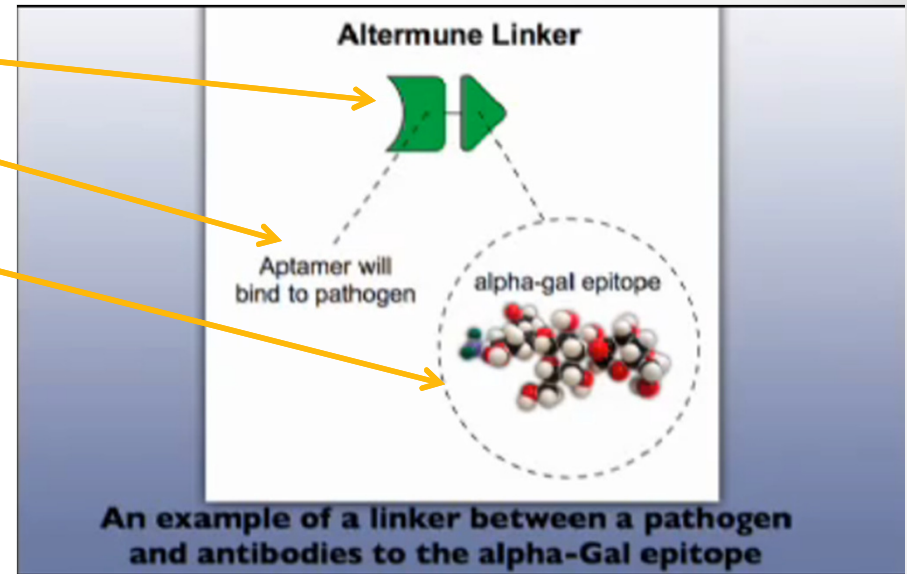 Altermune Linker
Aptamer will
bind to pathogen
alpha-gal epitope
An example of a linker between a pathogen
and antibodies to the alpha-Gal epitope